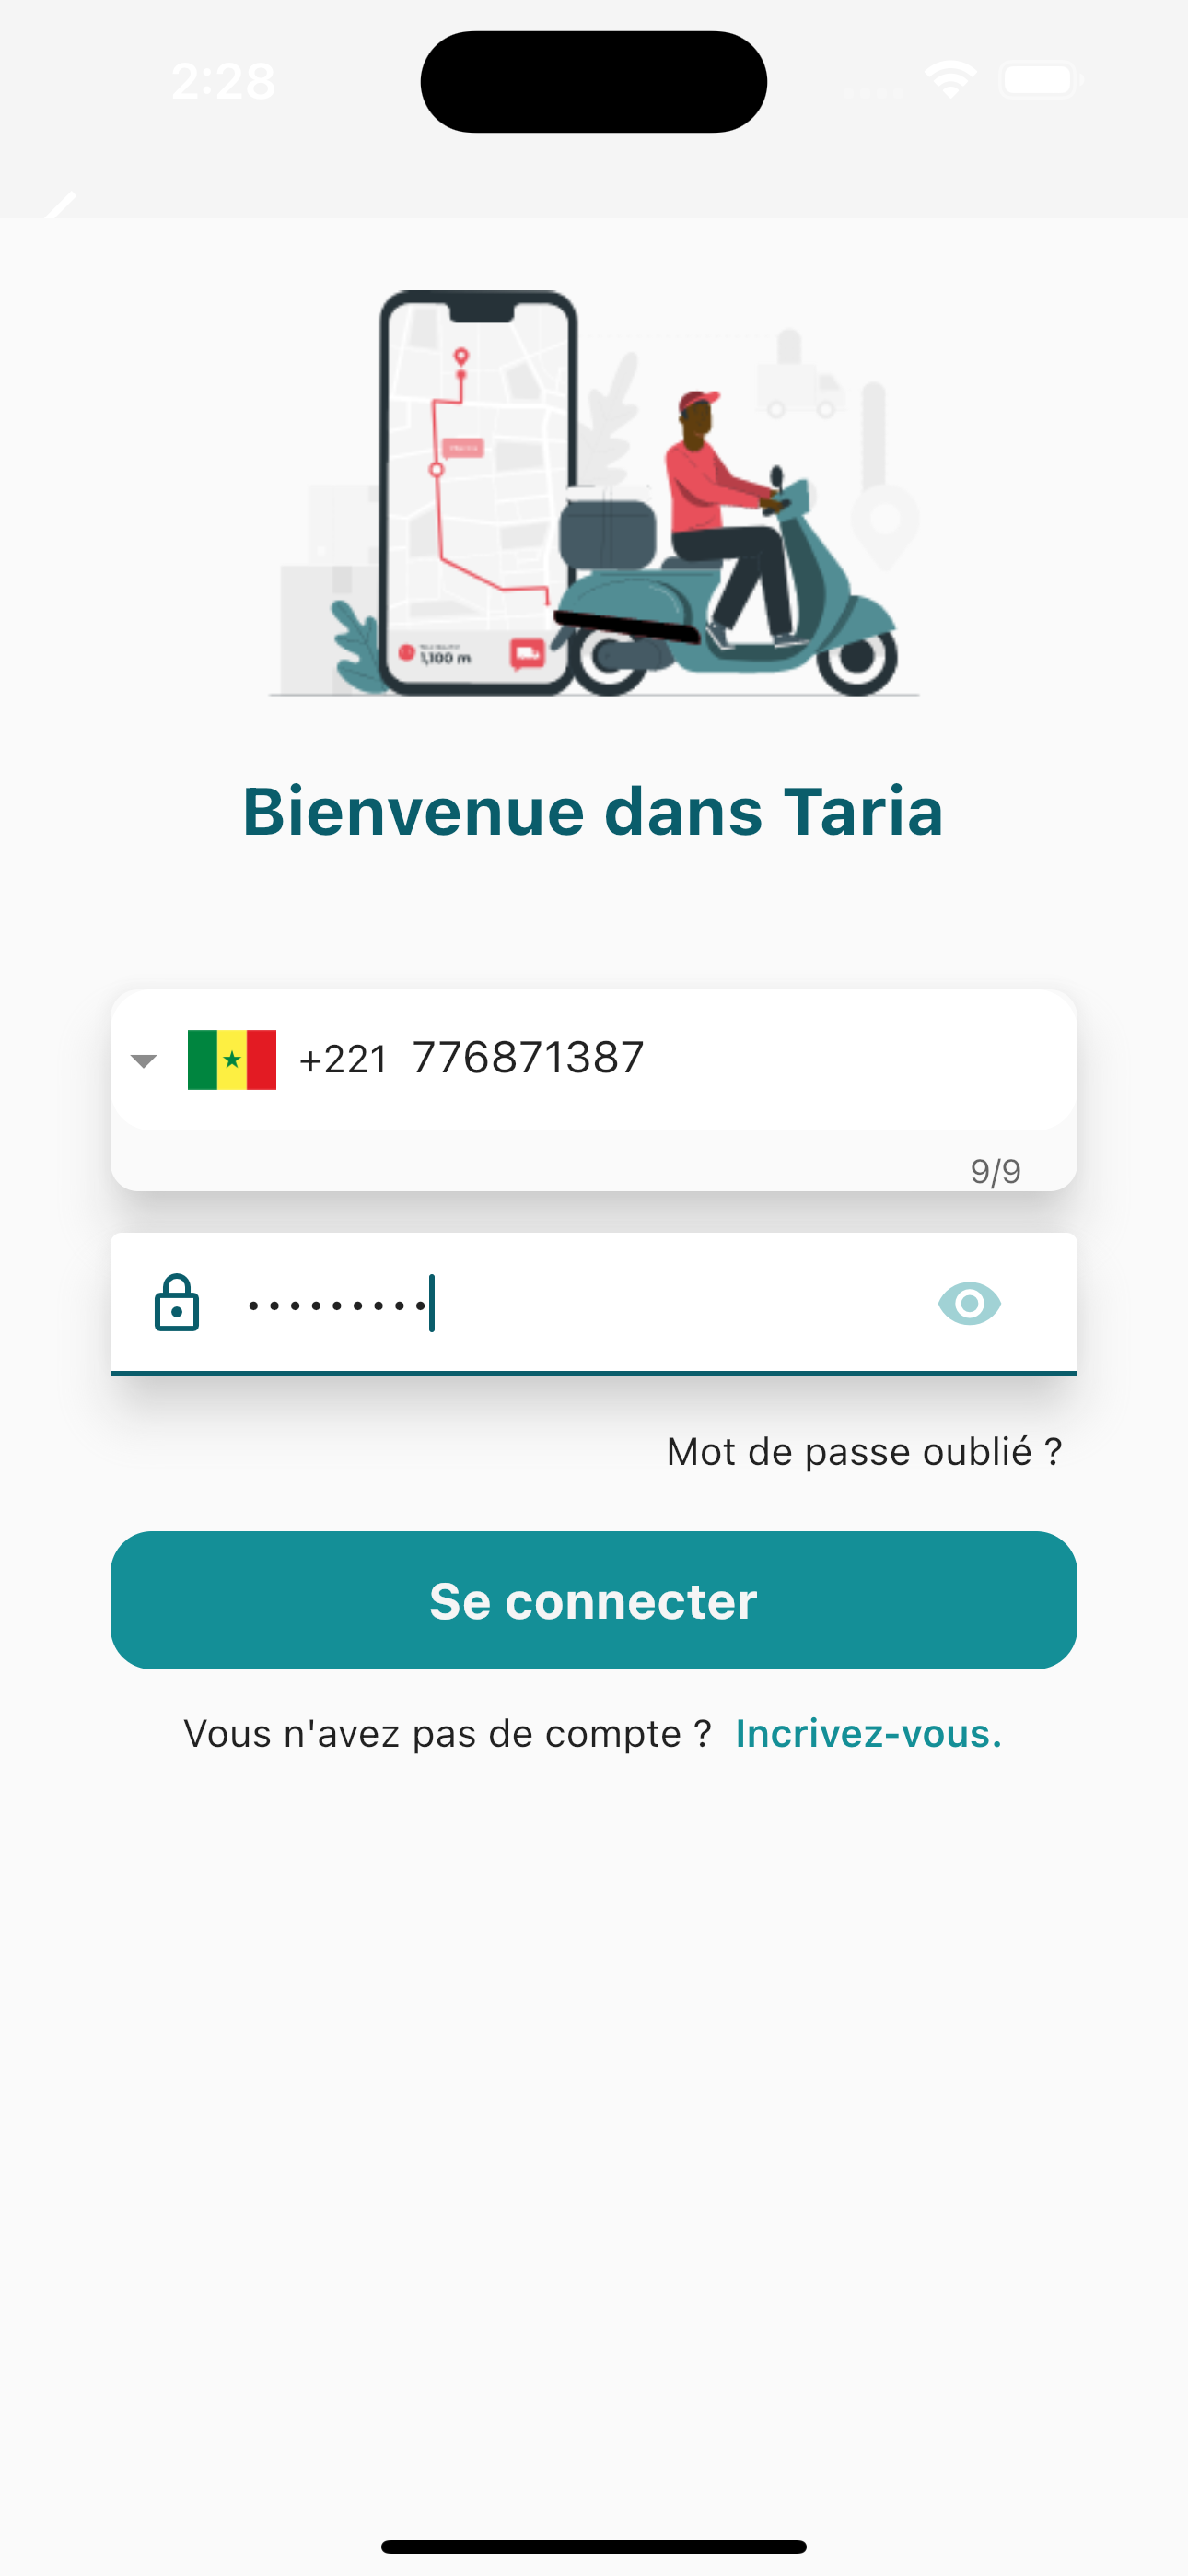 2:28
1,100 m
Bienvenue dans Taria
+221 776871387
9/9
•••••••••
Mot de passe oublié ?
Se connecter
Vous n'avez pas de compte ? Incrivez-vous.